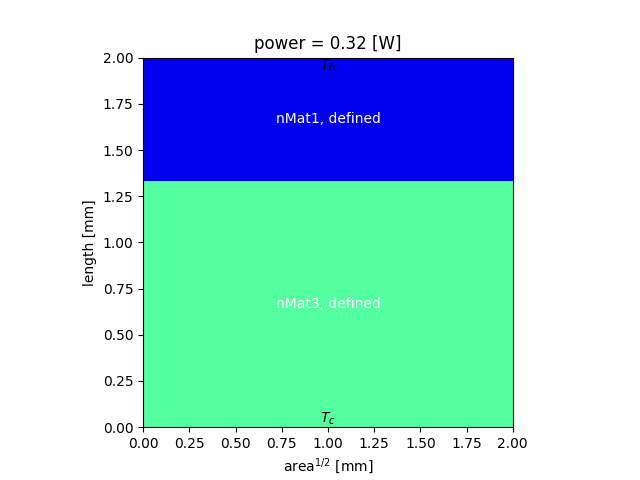 power = 0.32 [W]
2.00
1.75
1.50
1.25
1.00
0.75
0.50
0.25
0.00
length [mm]
T_h
nMat1, defined
nMat3, defined
T_c
0.00 0.25 0.50 0.75 1.00 1.25 1.50 1.75 2.00
area^{1/2} [mm]